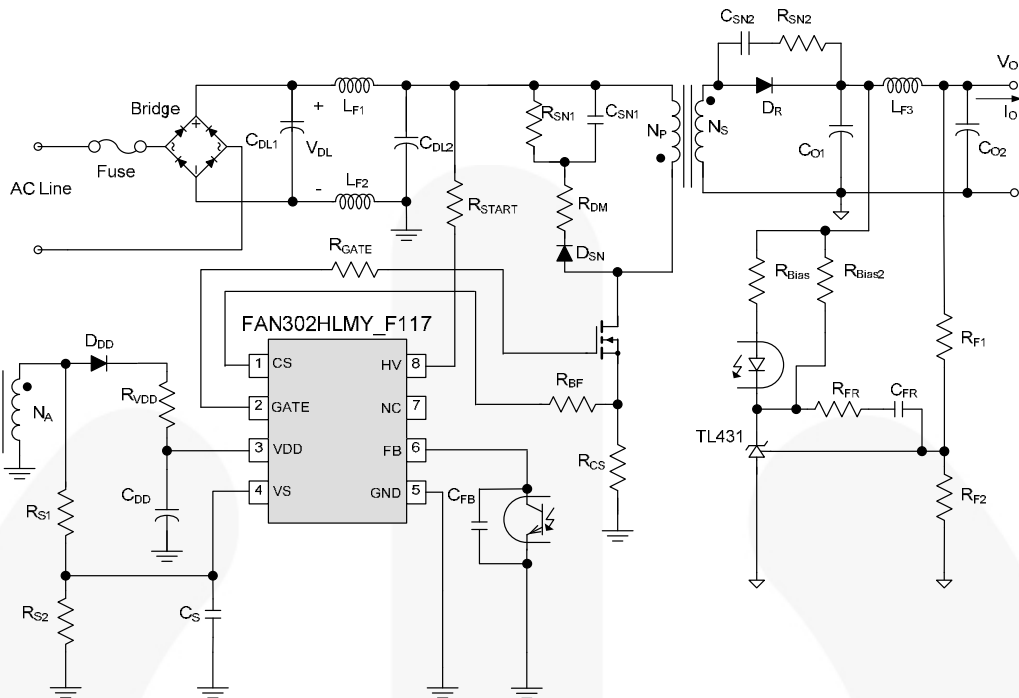 CSN2
RSN2
VO
Bridge
+
LF1
RSN1
CSN1
NP
NS
DR
LF3
IO
CDL1
VDL
CDL2
CO1
CO2
Fuse
AC Line
-
LF2
RSTART
RDM
DSN
RGATE
RBias
RBias2
FAN302HLMY_F117
DDD
1
CS
HV
8
RF1
RVDD
NA
2
GATE
NC
7
RBF
RFR
CFR
TL431
3
VDD
FB
6
RCS
4
VS
GND
5
CDD
CFB
RS1
RF2
RS2
CS